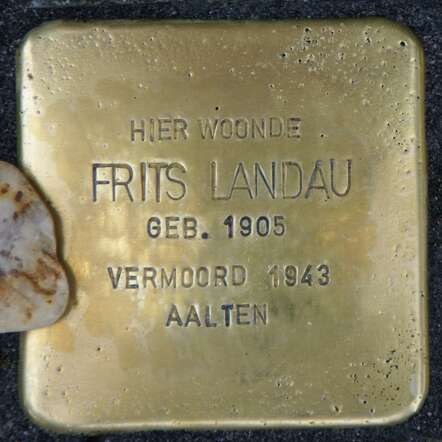 HIER WOONDE
FRITS LANDAU
GEB. 1905
VERMOORD 1943
AALTEN